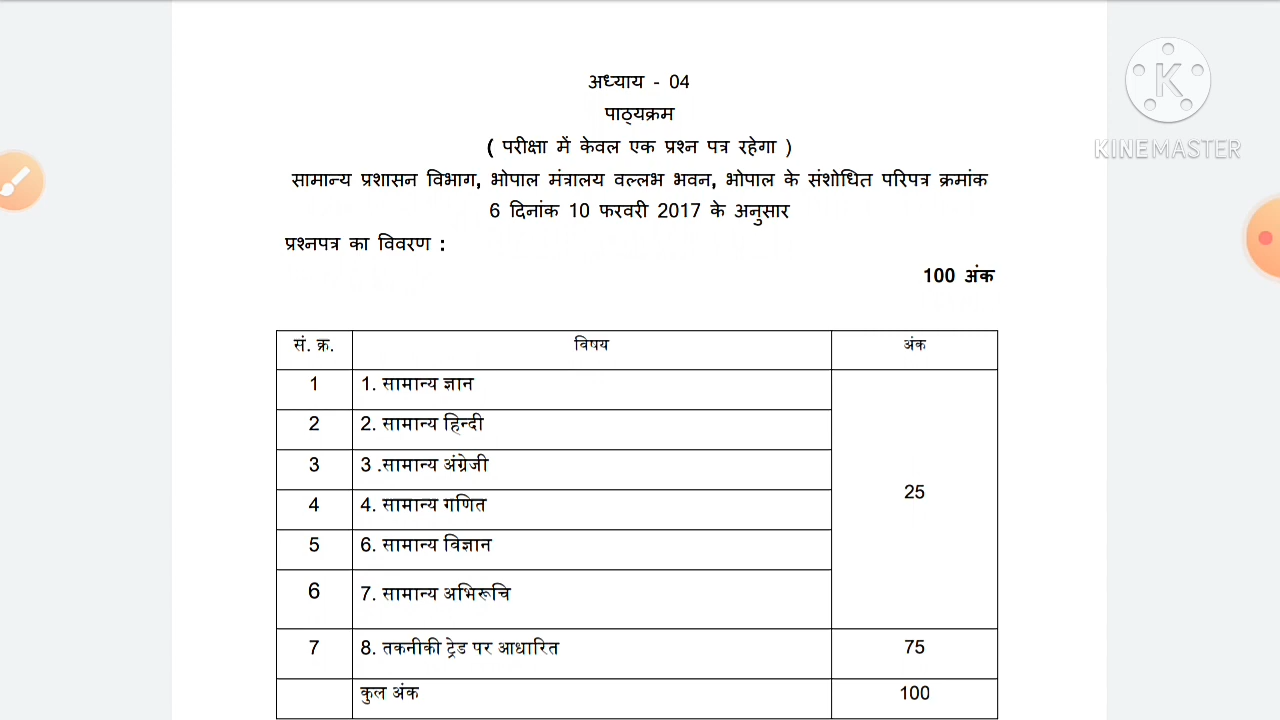 अध्याय - 04
पाठ्यक्रम
( परीक्षा में केवल एक प्रश्न पत्र रहेगा )
सामान्य प्रशासन विभाग, भोपाल मंत्रालय वल्लभ भवन, भोपाल के संशोधित परिपत्र क्रमांक
6 दिनांक 10 फरवरी 2017 के अनुसार
प्रश्नपत्र का विवरण :
100 अंक
सं. क्र. विषय अंक
1 1. सामान्य ज्ञान
2 2. सामान्य हिन्दी
3 3 .सामान्य अंग्रेजी
4 4. सामान्य गणित
25
5 6. सामान्य विज्ञान
6 7. सामान्य अभिरूचि
7 8. तकनीकी ट्रेड पर आधारित 75
कुल अंक 100
K
KINEMASTER